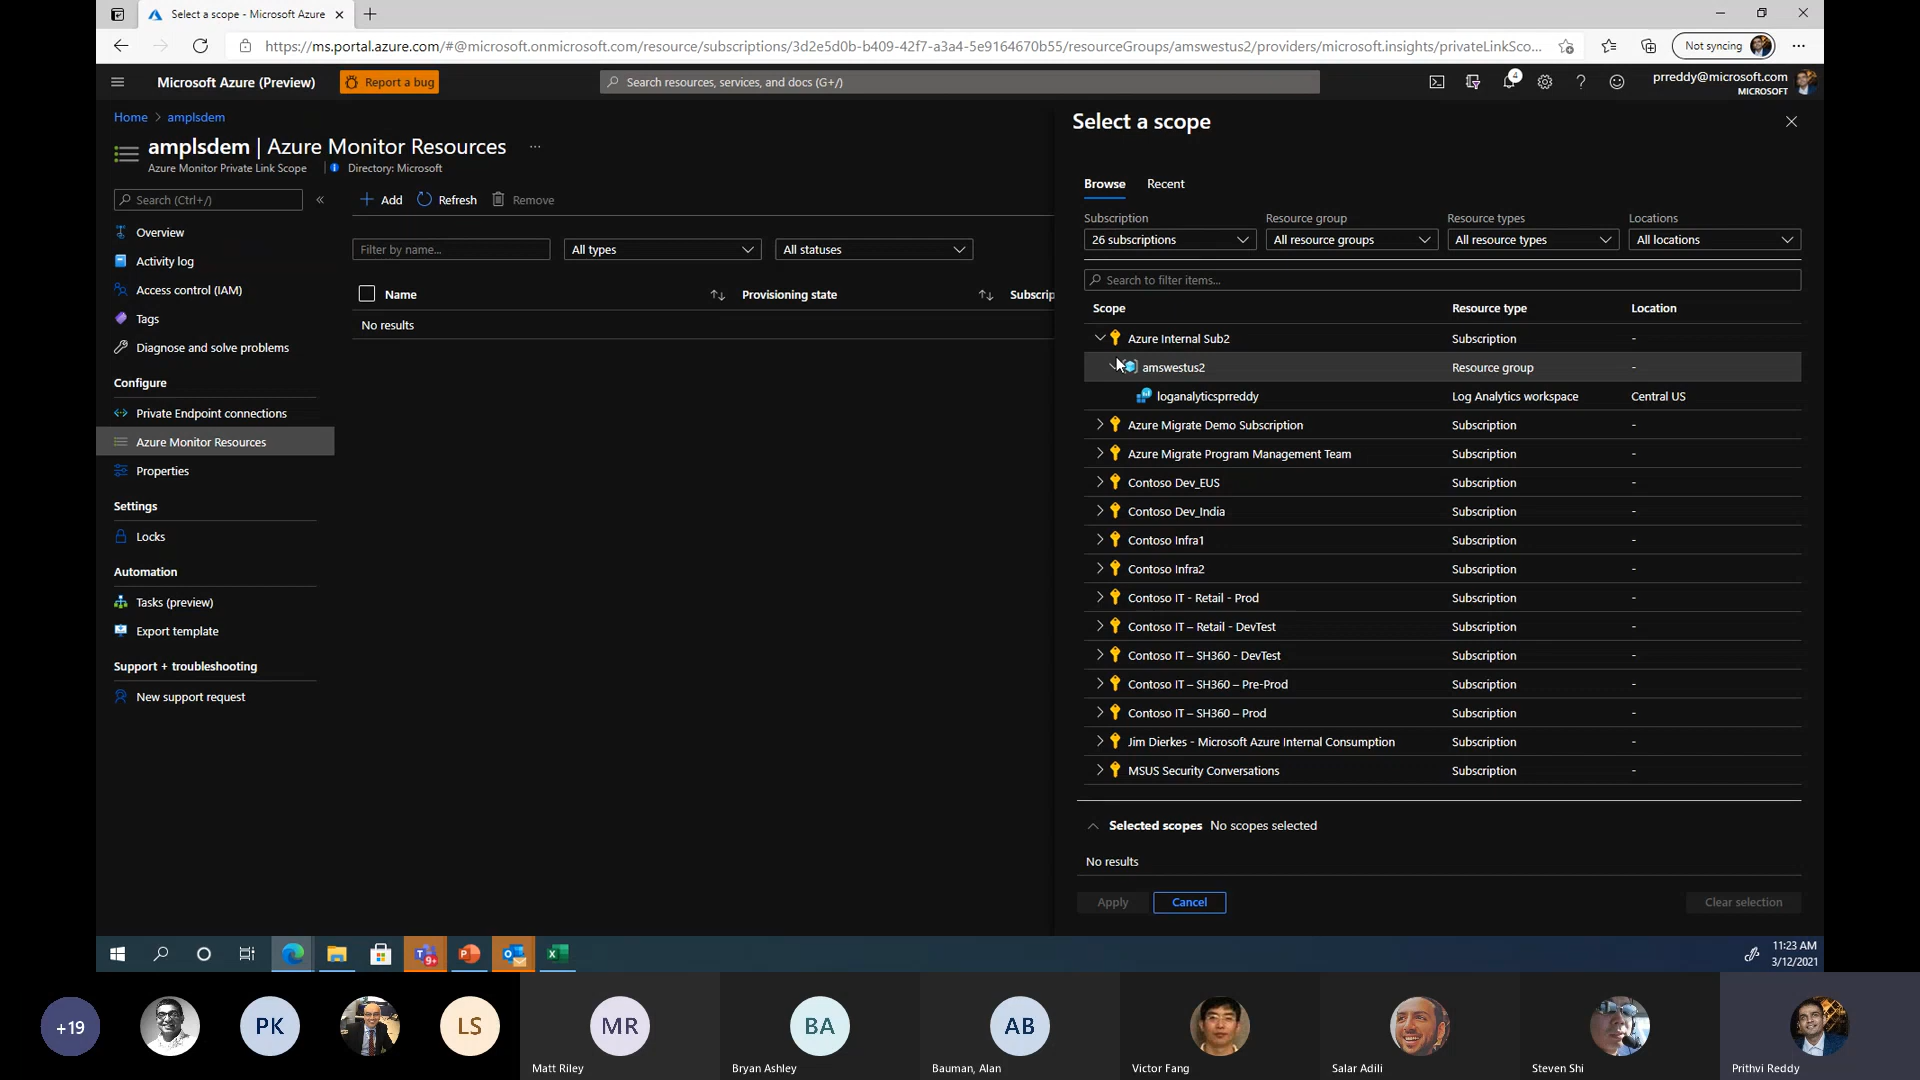 Select a scope - Microsoft Azure
https://ms.portal.azure.com/#@microsoft.onmicrosoft.com/resource/subscriptions/3d2e5d0b-b409-42f7-a3a4-5e9164670b55/resourceGroups/amswestus2/providers/microsoft.insights/privateLinkSco...
Not syncing
Microsoft Azure (Preview)
Report a bug
Search resources, services, and docs (G+/)
4
prreddy@microsoft.com
MICROSOFT
Home > amplsdem
amplsdem | Azure Monitor Resources ...
Azure Monitor Private Link Scope
Directory: Microsoft
Search (Ctrl+/)
Overview
Activity log
Access control (IAM)
Tags
Diagnose and solve problems
Configure
Private Endpoint connections
Azure Monitor Resources
Properties
Settings
Locks
Automation
Tasks (preview)
Export template
Support + troubleshooting
New support request
Add Refresh Remove
Filter by name... All types All statuses
Name Provisioning state Subscrip
No results
Select a scope
Browse Recent
Subscription Resource group Resource types Locations
26 subscriptions All resource groups All resource types All locations
Search to filter items...
Scope Resource type Location
Azure Internal Sub2 Subscription -
amswestus2 Resource group -
loganalyticsprreddy Log Analytics workspace Central US
Azure Migrate Demo Subscription Subscription -
Azure Migrate Program Management Team Subscription -
Contoso Dev_EUS Subscription -
Contoso Dev_India Subscription -
Contoso Infra1 Subscription -
Contoso Infra2 Subscription -
Contoso IT - Retail - Prod Subscription -
Contoso IT – Retail - DevTest Subscription -
Contoso IT – SH360 - DevTest Subscription -
Contoso IT – SH360 – Pre-Prod Subscription -
Contoso IT – SH360 – Prod Subscription -
Jim Dierkes - Microsoft Azure Internal Consumption Subscription -
MSUS Security Conversations Subscription -
Selected scopes No scopes selected
No results
Apply Cancel Clear selection
9+
11:23 AM
3/12/2021
+19 PK LS MR BA AB
Matt Riley Bryan Ashley Bauman, Alan Victor Fang Salar Adili Steven Shi Prithvi Reddy